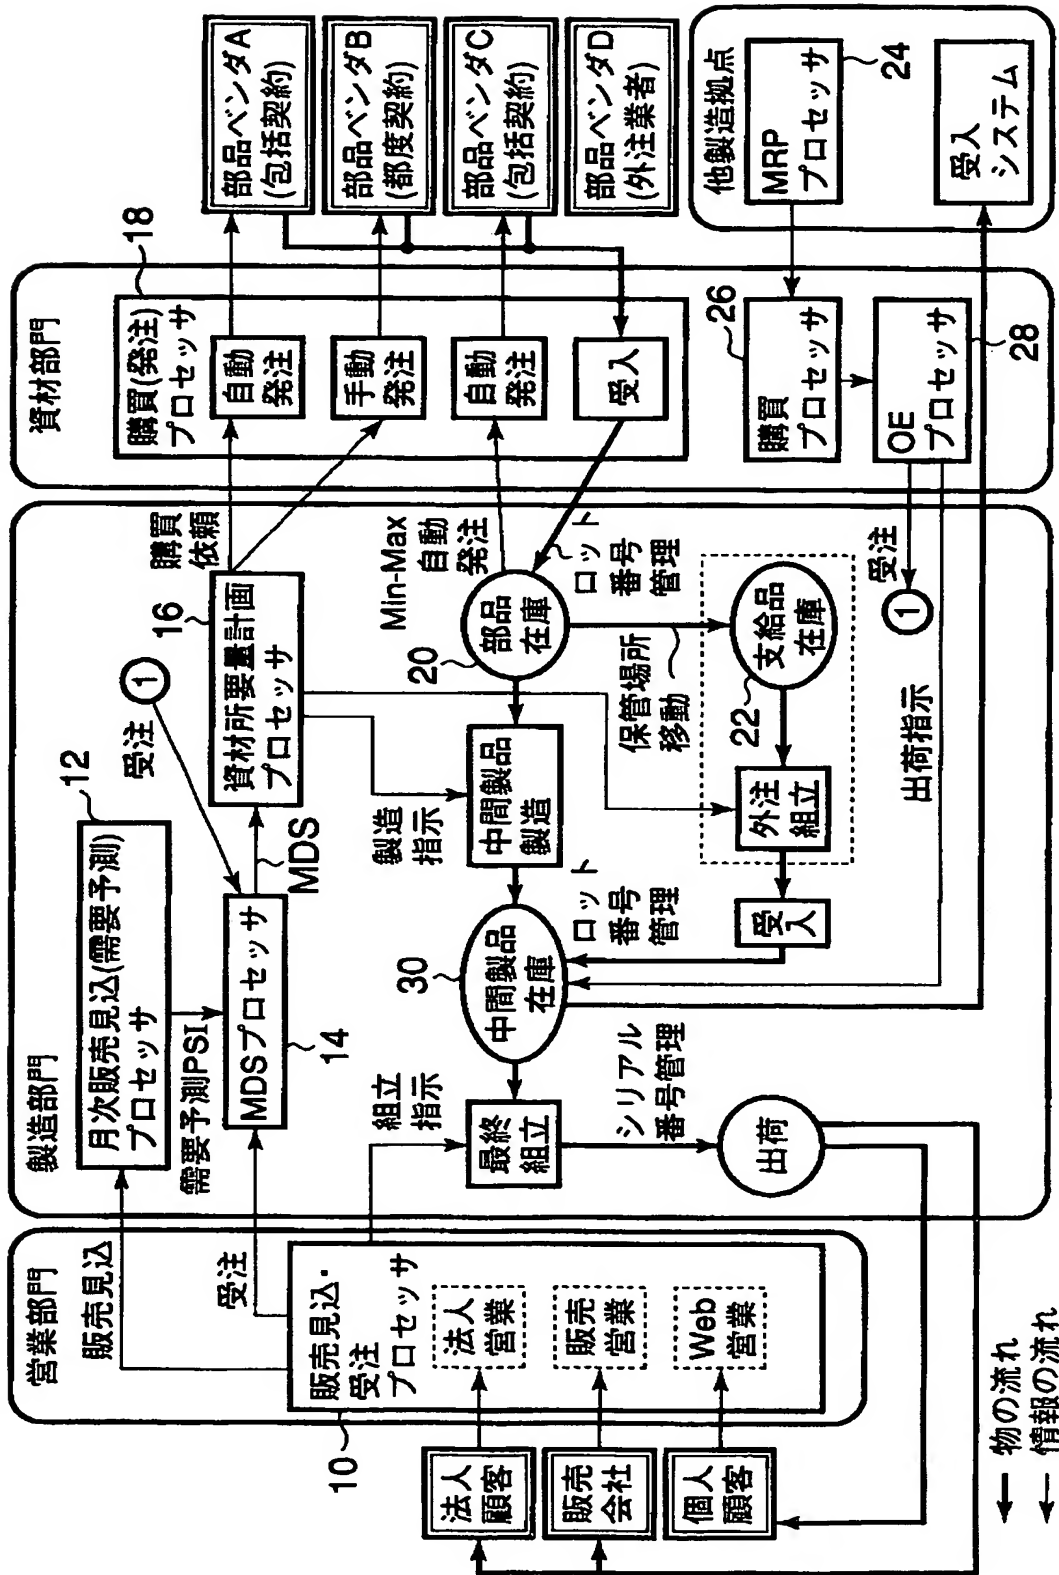 営業部門
販売見込
受注
販売見込・
受注
プロセッサ
10
法人
営業
販売
営業
Web
営業
法人
顧客
販売
会社
個人
顧客
製造部門
12
月次販売見込(需要予測)
プロセッサ
需要予測PSI
MDSプロセッサ
14
受注
1
MDS
16
資材所要量計画
プロセッサ
購買
依頼
組立
指示
製造
指示
Min-Max
自動
発注
最終
組立
30
中間製品
在庫
中間製品
製造
20
部品
在庫
シリアル
番号管理
ロット
番号
管理
ロット
番号
管理
保管場所
移動
出荷
受入
外注
組立
22
支給品
在庫
出荷指示
受注
1
資材部門
18
購買(発注)
プロセッサ
自動
発注
手動
発注
自動
発注
受入
26
購買
プロセッサ
OE
プロセッサ
28
部品ベンダA
(包括契約)
部品ベンダB
(都度契約)
部品ベンダC
(包括契約)
部品ベンダD
(外注業者)
他製造拠点
MRP
プロセッサ
24
受入
システム
物の流れ
情報の流れ